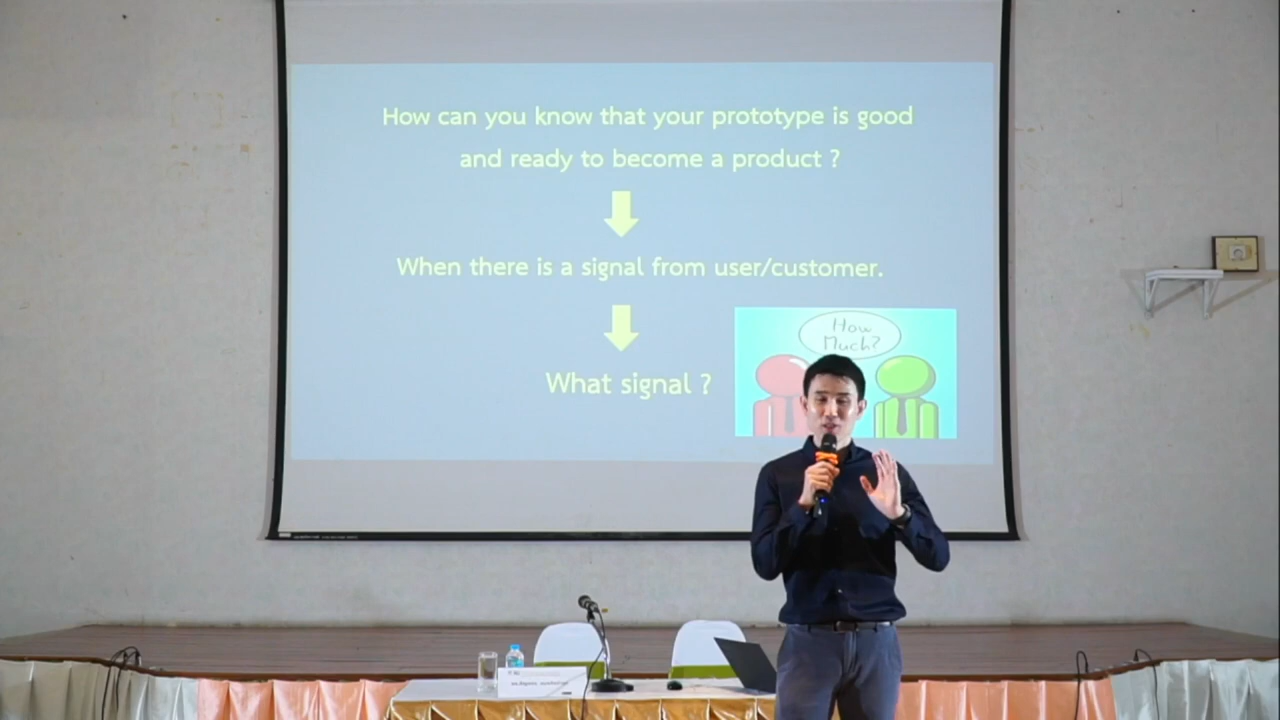 How can you know that your prototype is good
and ready to become a product ?
When there is a signal from user/customer.
How
Much?
What signal ?